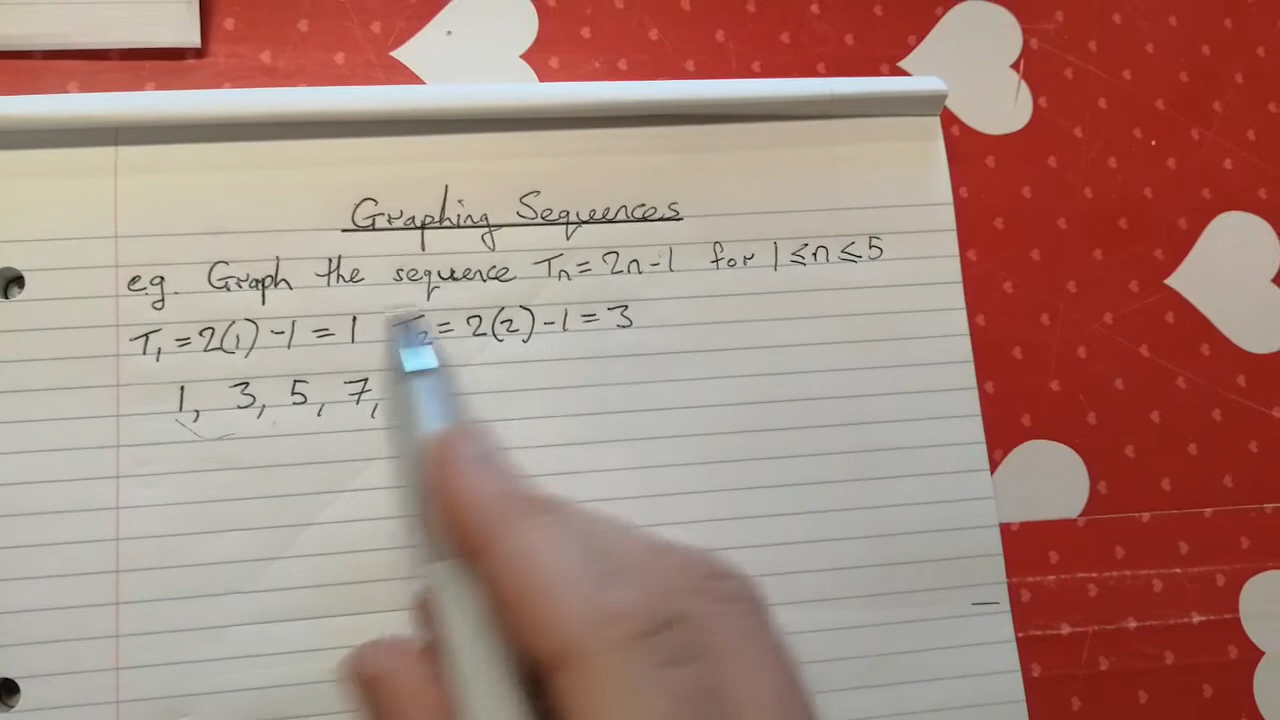 Graphing Sequences
e.g. Graph the sequence Tₙ = 2n-1 for 1 ≤ n ≤ 5
T₁ = 2(1) -1 = 1 T₂ = 2(2) -1 = 3
1, 3, 5, 7,